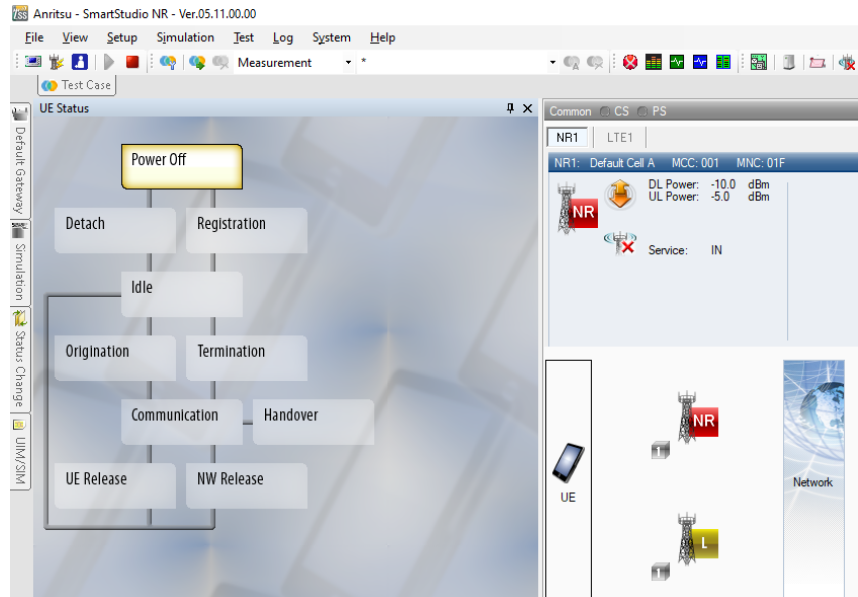 Anritsu - SmartStudio NR - Ver.05.11.00.00
File View Setup Simulation Test Log System Help
Measurement *
Test Case
UE Status
Common CS PS
NR1 LTE1
NR1: Default Cell A MCC: 001 MNC: 01F
DL Power: -10.0 dBm
UL Power: -5.0 dBm
NR
Service: IN
Default Gateway
Simulation
Status Change
UIM/SIM
Power Off
Detach Registration
Idle
Origination Termination
Communication Handover
UE Release NW Release
NR
1
UE
Network
L
1